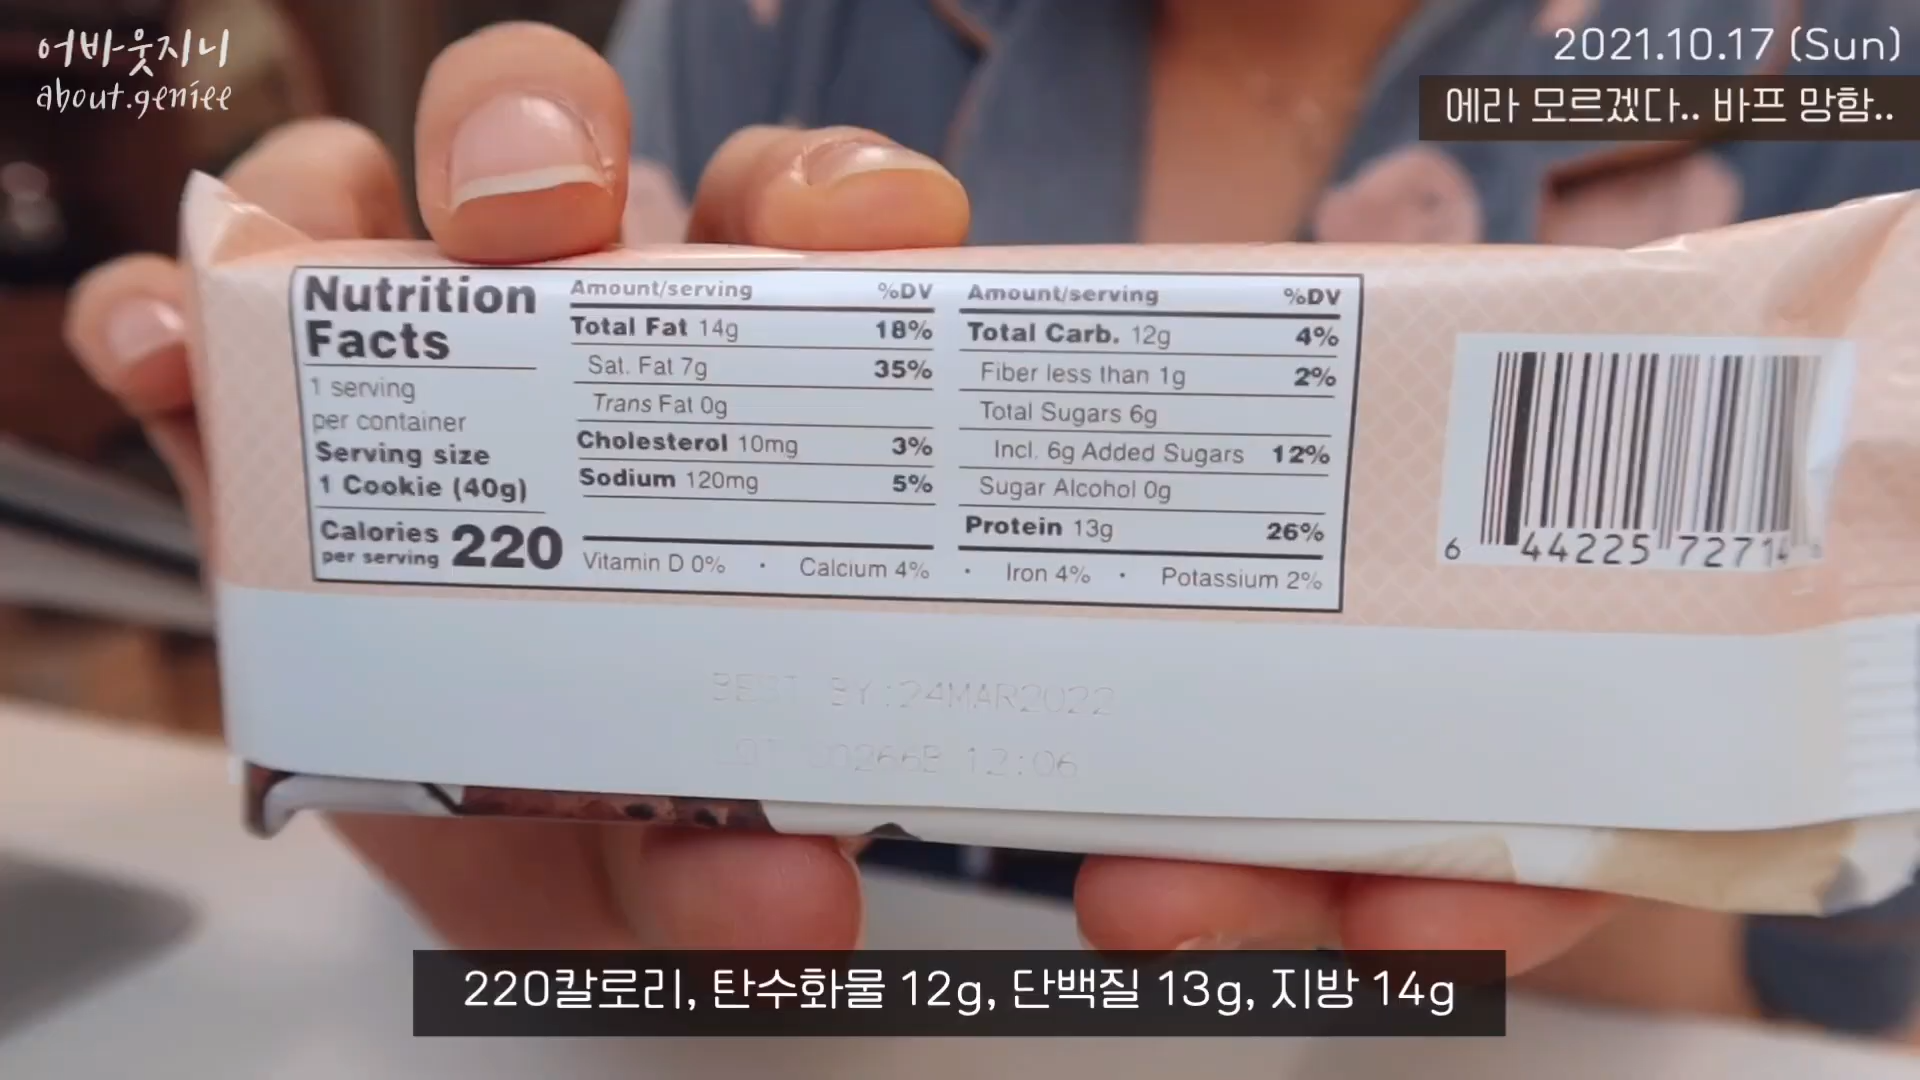 어바웃지니
about.geniee
2021.10.17 (Sun)
에라 모르겠다.. 바프 망함..
Nutrition
Facts
1 serving
per container
Serving size
1 Cookie (40g)
Calories
per serving 220
Amount/serving %DV
Total Fat 14g 18%
Sat. Fat 7g 35%
Trans Fat 0g
Cholesterol 10mg 3%
Sodium 120mg 5%
Amount/serving %DV
Total Carb. 12g 4%
Fiber less than 1g 2%
Total Sugars 6g
Incl. 6g Added Sugars 12%
Sugar Alcohol 0g
Protein 13g 26%
Vitamin D 0% · Calcium 4% · Iron 4% · Potassium 2%
6 44225 72714
BEST BY:24MAR2022
12:06
220칼로리, 탄수화물 12g, 단백질 13g, 지방 14g